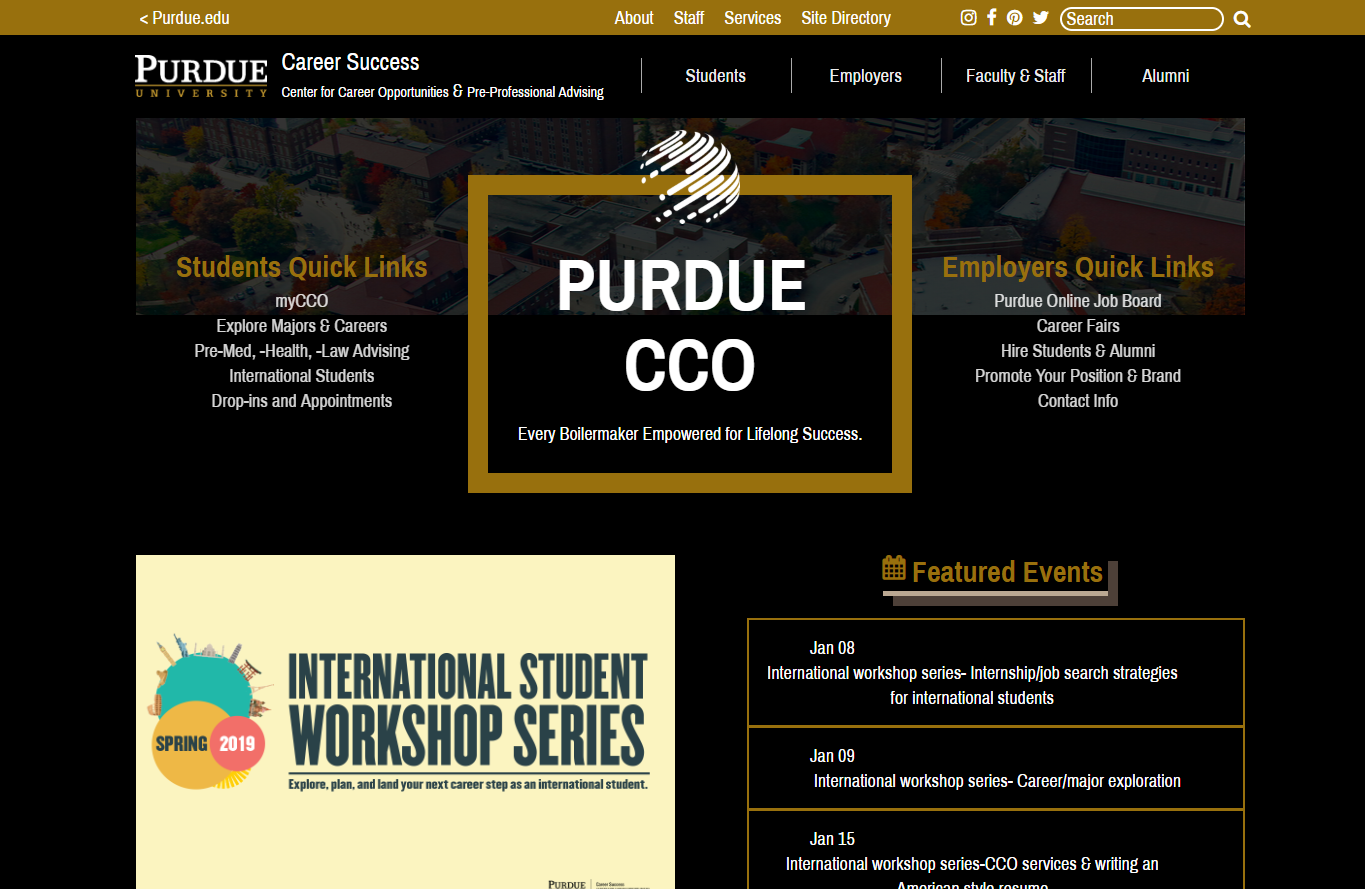 < Purdue.edu
About Staff Services Site Directory
Search
PURDUE
UNIVERSITY
Career Success
Center for Career Opportunities & Pre-Professional Advising
Students Employers Faculty & Staff Alumni
Students Quick Links
myCCO
Explore Majors & Careers
Pre-Med, -Health, -Law Advising
International Students
Drop-ins and Appointments
PURDUE
CCO
Every Boilermaker Empowered for Lifelong Success.
Employers Quick Links
Purdue Online Job Board
Career Fairs
Hire Students & Alumni
Promote Your Position & Brand
Contact Info
SPRING 2019
INTERNATIONAL STUDENT
WORKSHOP SERIES
Explore, plan, and land your next career step as an international student.
PURDUE
Career Success
Featured Events
Jan 08
International workshop series- Internship/job search strategies
for international students
Jan 09
International workshop series- Career/major exploration
Jan 15
International workshop series-CCO services & writing an
American style resume